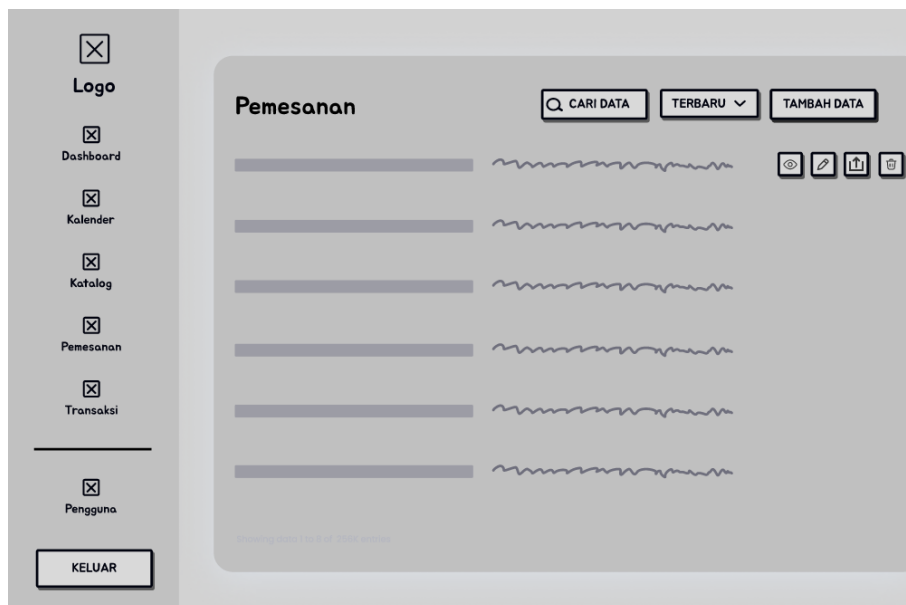 Logo
Dashboard
Kalender
Katalog
Pemesanan
Transaksi
Pengguna
KELUAR
Pemesanan
CARI DATA
TERBARU
TAMBAH DATA